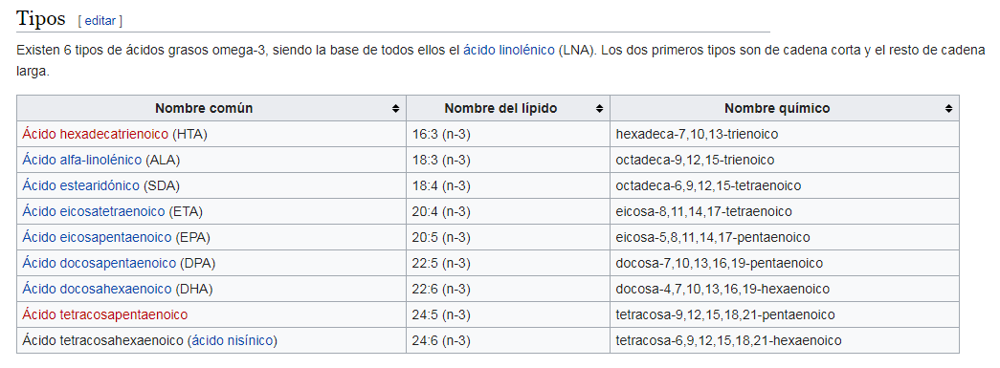 Tipos [ editar ]
Existen 6 tipos de ácidos grasos omega-3, siendo la base de todos ellos el ácido linolénico (LNA). Los dos primeros tipos son de cadena corta y el resto de cadena
larga.
Nombre común Nombre del lípido Nombre químico
Ácido hexadecatrienoico (HTA) 16:3 (n-3) hexadeca-7,10,13-trienoico
Ácido alfa-linolénico (ALA) 18:3 (n-3) octadeca-9,12,15-trienoico
Ácido estearidónico (SDA) 18:4 (n-3) octadeca-6,9,12,15-tetraenoico
Ácido eicosatetraenoico (ETA) 20:4 (n-3) eicosa-8,11,14,17-tetraenoico
Ácido eicosapentaenoico (EPA) 20:5 (n-3) eicosa-5,8,11,14,17-pentaenoico
Ácido docosapentaenoico (DPA) 22:5 (n-3) docosa-7,10,13,16,19-pentaenoico
Ácido docosahexaenoico (DHA) 22:6 (n-3) docosa-4,7,10,13,16,19-hexaenoico
Ácido tetracosapentaenoico 24:5 (n-3) tetracosa-9,12,15,18,21-pentaenoico
Ácido tetracosahexaenoico (ácido nisínico) 24:6 (n-3) tetracosa-6,9,12,15,18,21-hexaenoico